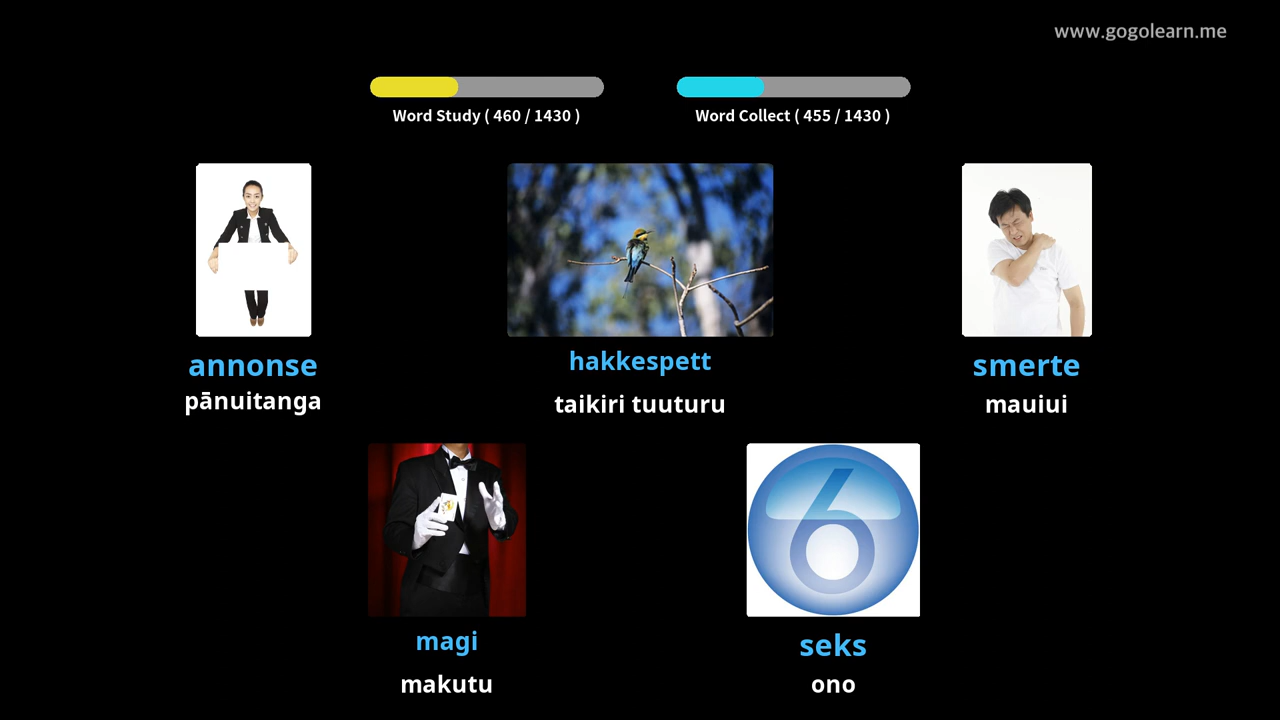 www.gogolearn.me
Word Study ( 460 / 1430 )
Word Collect ( 455 / 1430 )
annonse
pānuitanga
hakkespett
taikiri tuuturu
smerte
mauiui
magi
makutu
6
seks
ono